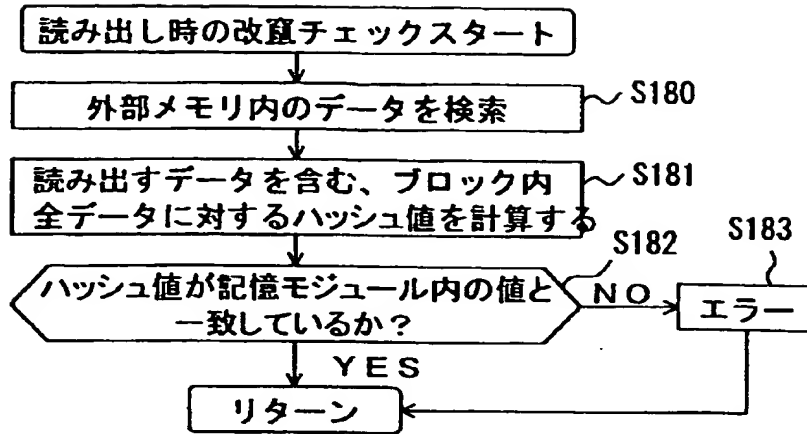 読み出し時の改竄チェックスタート
外部メモリ内のデータを検索
S180
読み出すデータを含む、ブロック内
全データに対するハッシュ値を計算する
S181
ハッシュ値が記憶モジュール内の値と
一致しているか？
S182
NO
S183
エラー
YES
リターン